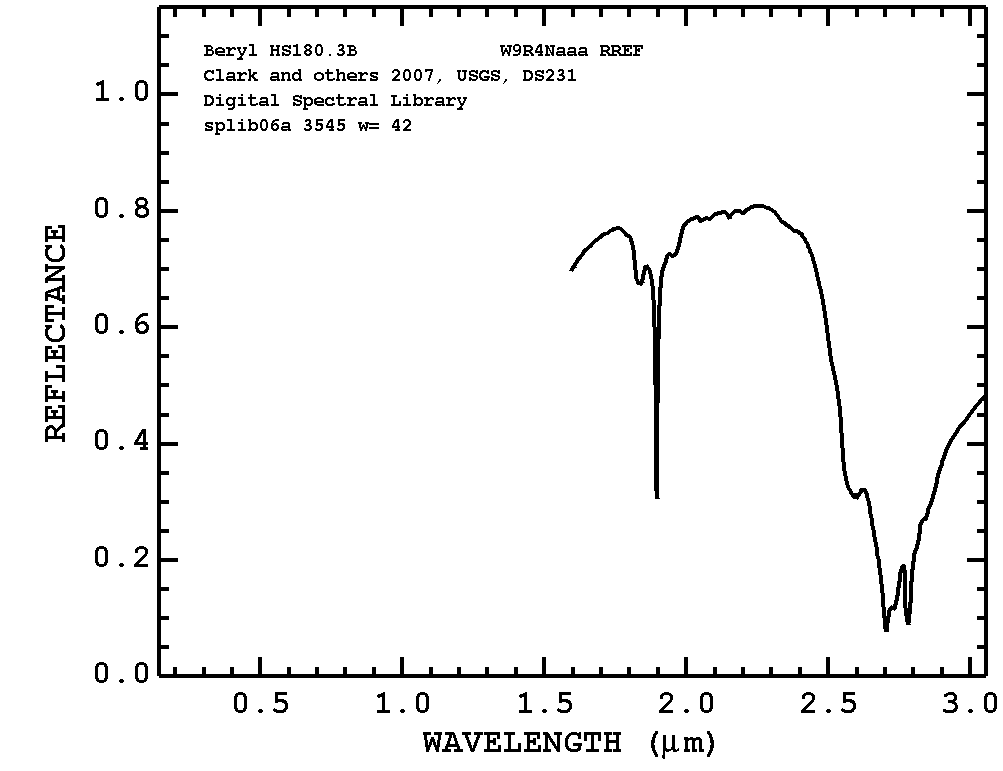 Beryl HS180.3B W9R4Naaa RREF
Clark and others 2007, USGS, DS231
Digital Spectral Library
splib06a 3545 w= 42
1.0
0.8
0.6
0.4
0.2
0.0
REFLECTANCE
0.5 1.0 1.5 2.0 2.5 3.0
WAVELENGTH (μm)